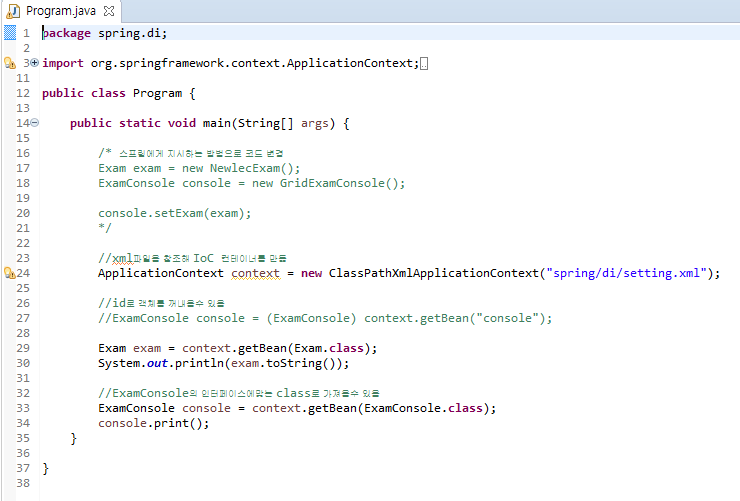 Program.java
1 package spring.di;
2
3 import org.springframework.context.ApplicationContext;
11
12 public class Program {
13
14 public static void main(String[] args) {
15
16 /* 스프링에게 지시하는 방법으로 코드 변경
17 Exam exam = new NewlecExam();
18 ExamConsole console = new GridExamConsole();
19
20 console.setExam(exam);
21 */
22
23 //xml파일을 참조해 IoC 컨테이너를 만듬
24 ApplicationContext context = new ClassPathXmlApplicationContext("spring/di/setting.xml");
25
26 //id로 객체를 꺼내올수 있음
27 //ExamConsole console = (ExamConsole) context.getBean("console");
28
29 Exam exam = context.getBean(Exam.class);
30 System.out.println(exam.toString());
31
32 //ExamConsole의 인터페이스에맞는 class로 가져올수 있음
33 ExamConsole console = context.getBean(ExamConsole.class);
34 console.print();
35 }
36
37 }
38